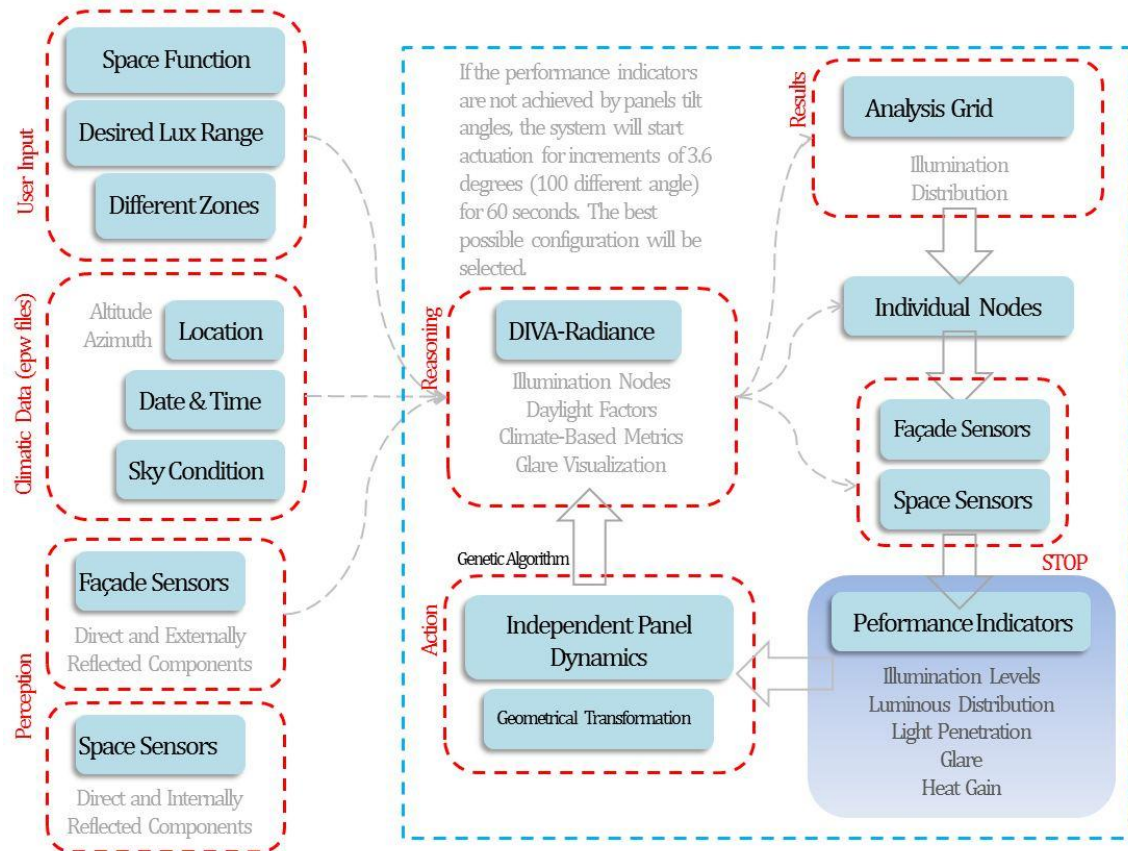 User Input
Space Function
Desired Lux Range
Different Zones
Climatic Data (epw files)
Altitude
Azimuth
Location
Date & Time
Sky Condition
Perception
Façade Sensors
Direct and Externally
Reflected Components
Space Sensors
Direct and Internally
Reflected Components
If the performance indicators
are not achieved by panels tilt
angles, the system will start
actuation for increments of 3.6
degrees (100 different angle)
for 60 seconds. The best
possible configuration will be
selected.
Reasoning
DIVA-Radiance
Illumination Nodes
Daylight Factors
Climate-Based Metrics
Glare Visualization
Genetic Algorithm
Action
Independent Panel
Dynamics
Geometrical Transformation
Results
Analysis Grid
Illumination
Distribution
Individual Nodes
Façade Sensors
Space Sensors
STOP
Peformance Indicators
Illumination Levels
Luminous Distribution
Light Penetration
Glare
Heat Gain